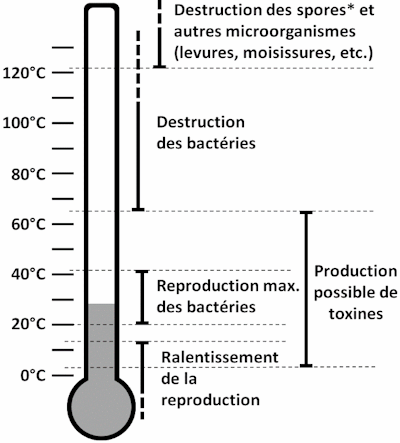 Destruction des spores* et
autres microorganismes
(levures, moisissures, etc.)
120°C
100°C
Destruction
des bactéries
80°C
60°C
40°C
Reproduction max.
des bactéries
Production
possible de
toxines
20°C
Ralentissement
de la
reproduction
0°C